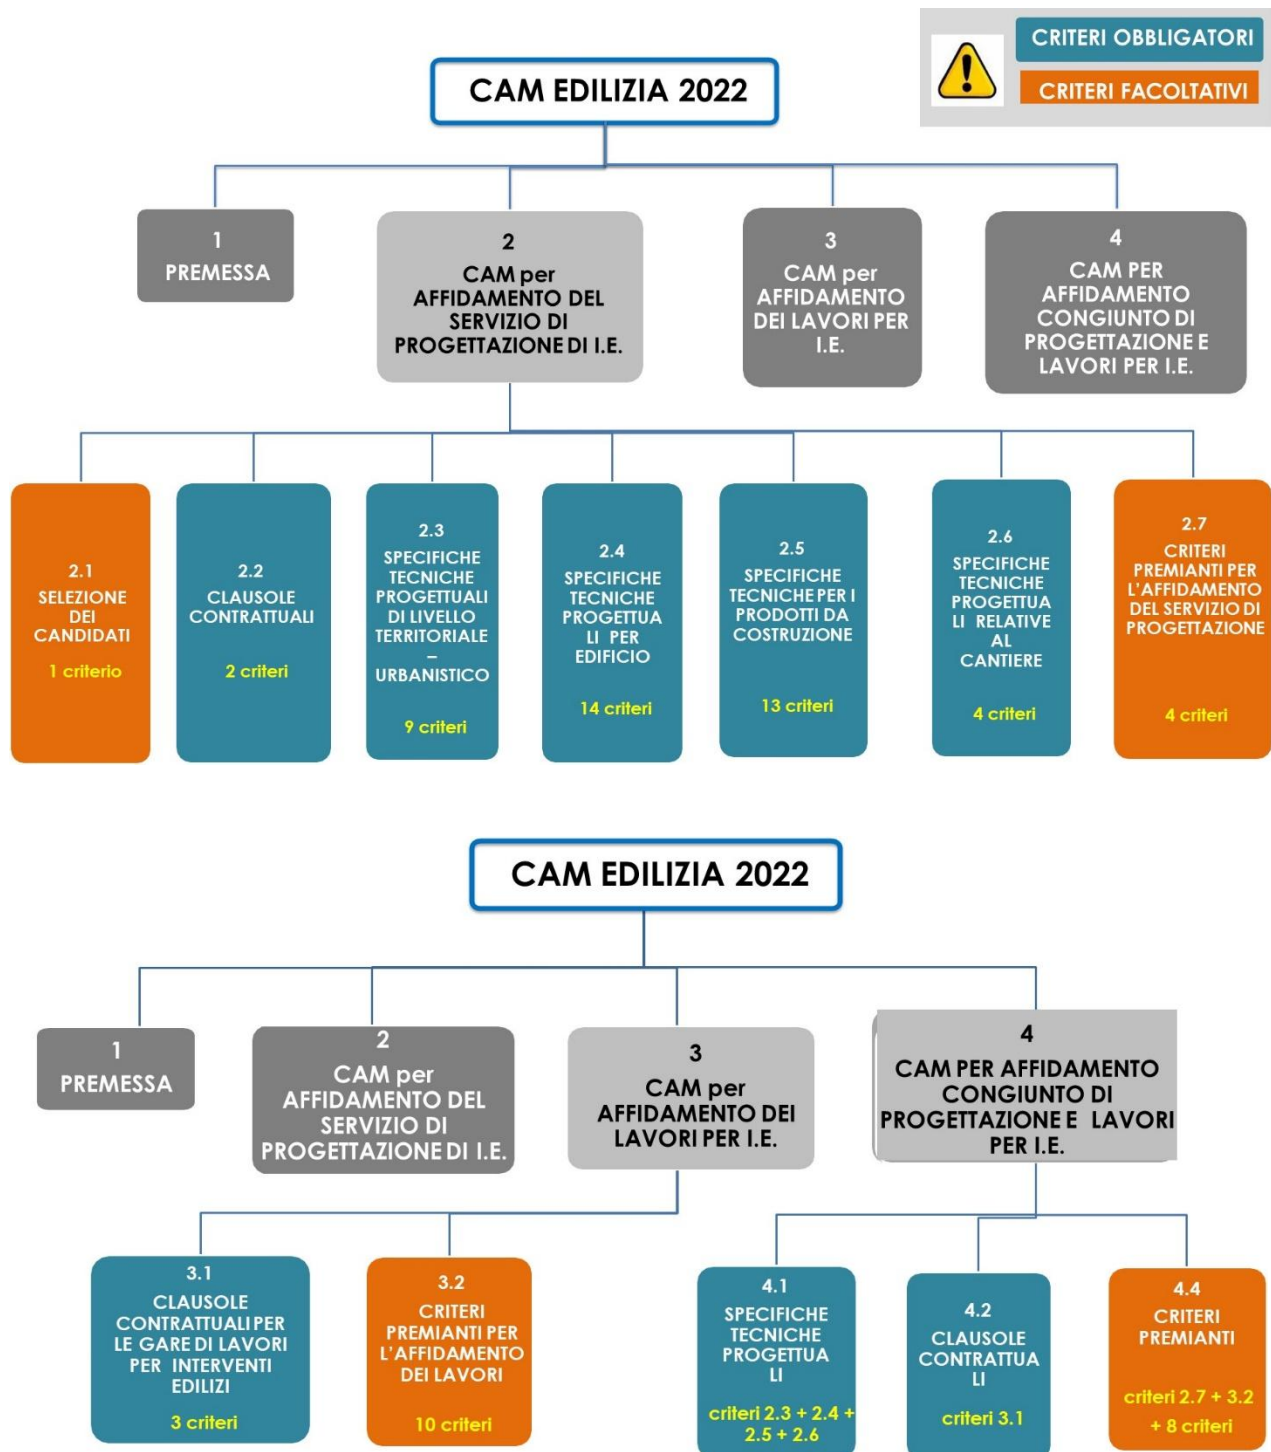 CRITERI OBBLIGATORI
CRITERI FACOLTATIVI
CAM EDILIZIA 2022
1
PREMESSA
2
CAM per
AFFIDAMENTO DEL
SERVIZIO DI
PROGETTAZIONE DI I.E.
3
CAM per
AFFIDAMENTO
DEI LAVORI PER
I.E.
4
CAM PER
AFFIDAMENTO
CONGIUNTO DI
PROGETTAZIONE E
LAVORI PER I.E.
2.1
SELEZIONE
DEI
CANDIDATI
1 criterio
2.2
CLAUSOLE
CONTRATTUALI
2 criteri
2.3
SPECIFICHE
TECNICHE
PROGETTUALI
DI LIVELLO
TERRITORIALE
–
URBANISTICO
9 criteri
2.4
SPECIFICHE
TECNICHE
PROGETTUA
LI PER
EDIFICIO
14 criteri
2.5
SPECIFICHE
TECNICHE PER I
PRODOTTI DA
COSTRUZIONE
13 criteri
2.6
SPECIFICHE
TECNICHE
PROGETTUA
LI RELATIVE
AL
CANTIERE
4 criteri
2.7
CRITERI
PREMIANTI PER
L'AFFIDAMENTO
DEL SERVIZIO DI
PROGETTAZIONE
4 criteri
CAM EDILIZIA 2022
1
PREMESSA
2
CAM per
AFFIDAMENTO DEL
SERVIZIO DI
PROGETTAZIONE DI I.E.
3
CAM per
AFFIDAMENTO DEI
LAVORI PER I.E.
4
CAM PER AFFIDAMENTO
CONGIUNTO DI
PROGETTAZIONE E LAVORI
PER I.E.
3.1
CLAUSOLE
CONTRATTUALI PER
LE GARE DI LAVORI
PER INTERVENTI
EDILIZI
3 criteri
3.2
CRITERI
PREMIANTI PER
L'AFFIDAMENTO
DEI LAVORI
10 criteri
4.1
SPECIFICHE
TECNICHE
PROGETTUA
LI
criteri 2.3 + 2.4 +
2.5 + 2.6
4.2
CLAUSOLE
CONTRATTUA
LI
criteri 3.1
4.4
CRITERI
PREMIANTI
criteri 2.7 + 3.2
+ 8 criteri